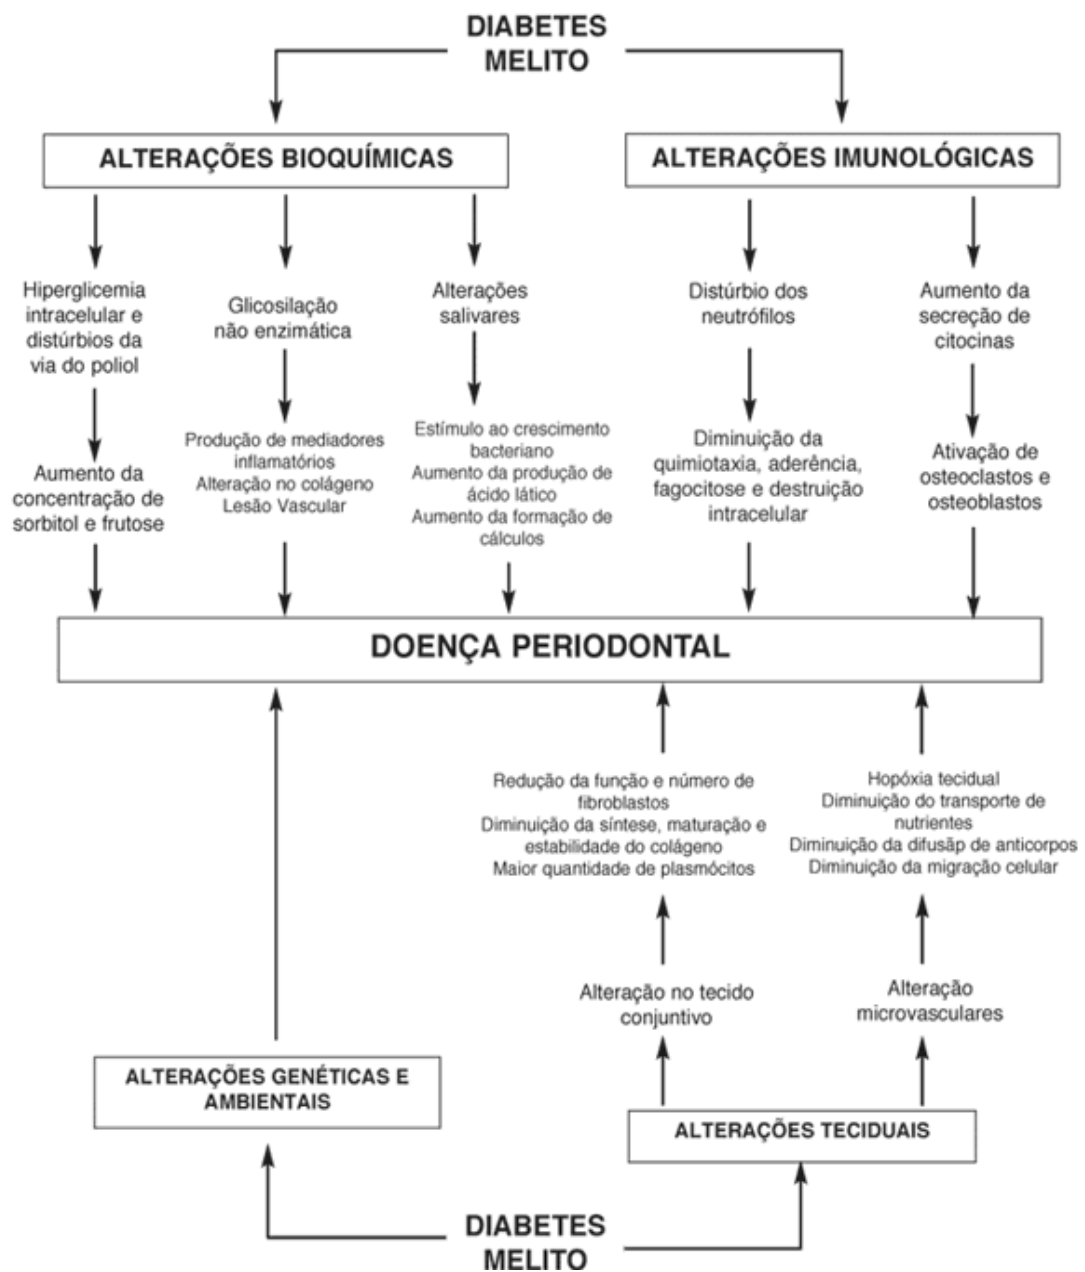 DIABETES
MELITO
ALTERAÇÕES BIOQUÍMICAS
ALTERAÇÕES IMUNOLÓGICAS
Hiperglicemia
intracelular e
distúrbios da
via do poliol
Glicosilação
não enzimática
Alterações
salivares
Distúrbio dos
neutrófilos
Aumento da
secreção de
citocinas
Aumento da
concentração de
sorbitol e frutose
Produção de mediadores
inflamatórios
Alteração no colágeno
Lesão Vascular
Estímulo ao crescimento
bacteriano
Aumento da produção de
ácido lático
Aumento da formação de
cálculos
Diminuição da
quimiotaxia, aderência,
fagocitose e destruição
intracelular
Ativação de
osteoclastos e
osteoblastos
DOENÇA PERIODONTAL
Redução da função e número de
fibroblastos
Diminuição da síntese, maturação e
estabilidade do colágeno
Maior quantidade de plasmócitos
Hopóxia tecidual
Diminuição do transporte de
nutrientes
Diminuição da difusãp de anticorpos
Diminuição da migração celular
Alteração no tecido
conjuntivo
Alteração
microvasculares
ALTERAÇÕES GENÉTICAS E
AMBIENTAIS
ALTERAÇÕES TECIDUAIS
DIABETES
MELITO